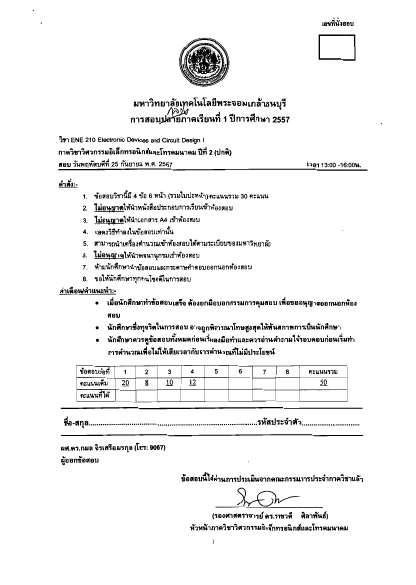 เลขที่นั่งสอบ
มหาวิทยาลัยเทคโนโลยีพระจอมเกล้าธนบุรี
การสอบปลายภาคเรียนที่ 1 ปีการศึกษา 2557
วิชา ENE 210 Electronic Devices and Circuit Design I
ภาควิชาวิศวกรรมอิเล็กทรอนิกส์และโทรคมนาคม ปีที่ 2 (ปกติ)
สอบ วันพฤหัสบดีที่ 25 กันยายน พ.ศ. 2557 เวลา 13:00 -16:00น.
คำสั่ง:-
1. ข้อสอบวิชานี้มี 4 ข้อ 6 หน้า (รวมใบปะหน้า) คะแนนรวม 30 คะแนน
2. ไม่อนุญาตให้นำหนังสือประกอบการเรียนเข้าห้องสอบ
3. ไม่อนุญาตให้นำเอกสาร A4 เข้าห้องสอบ
4. แสดงวิธีทำลงในข้อสอบเท่านั้น
5. สามารถนำเครื่องคำนวณเข้าห้องสอบได้ตามระเบียบของมหาวิทยาลัย
6. ไม่อนุญาตให้นำพจนานุกรมเข้าห้องสอบ
7. ห้ามนักศึกษานำข้อสอบและกระดาษคำตอบออกนอกห้องสอบ
8. ขอให้นักศึกษาทุกคนโชคดีในการสอบ
คำเตือน/คำแนะนำ:-
• เมื่อนักศึกษาทำข้อสอบเสร็จ ต้องยกมือบอกกรรมการคุมสอบ เพื่อขออนุญาตออกนอกห้อง
สอบ
• นักศึกษาซึ่งทุจริตในการสอบ อาจถูกพิจารณาโทษสูงสุดให้พ้นสภาพการเป็นนักศึกษา
• นักศึกษาควรดูข้อสอบทั้งหมดก่อนเริ่มลงมือทำและควรอ่านคำถามให้รอบคอบก่อนเริ่มทำ
การคำนวณเพื่อไม่ให้เสียเวลากับการคำนวณที่ไม่มีประโยชน์
ข้อสอบข้อที่ 1 2 3 4 5 6 7 8 คะแนนรวม
คะแนนเต็ม 20 8 10 12 50
คะแนนที่ได้
ชื่อ-สกุล รหัสประจำตัว
ผศ.ดร.กมล จิรเสรีอมรกุล (โทร: 9067)
ผู้ออกข้อสอบ
ข้อสอบนี้ได้ผ่านการประเมินจากคณะกรรมการประจำภาควิชาแล้ว
(รองศาสตราจารย์ ดร.ราชวดี ศิลาพันธ์)
หัวหน้าภาควิชาวิศวกรรมอิเล็กทรอนิกส์และโทรคมนาคม
1